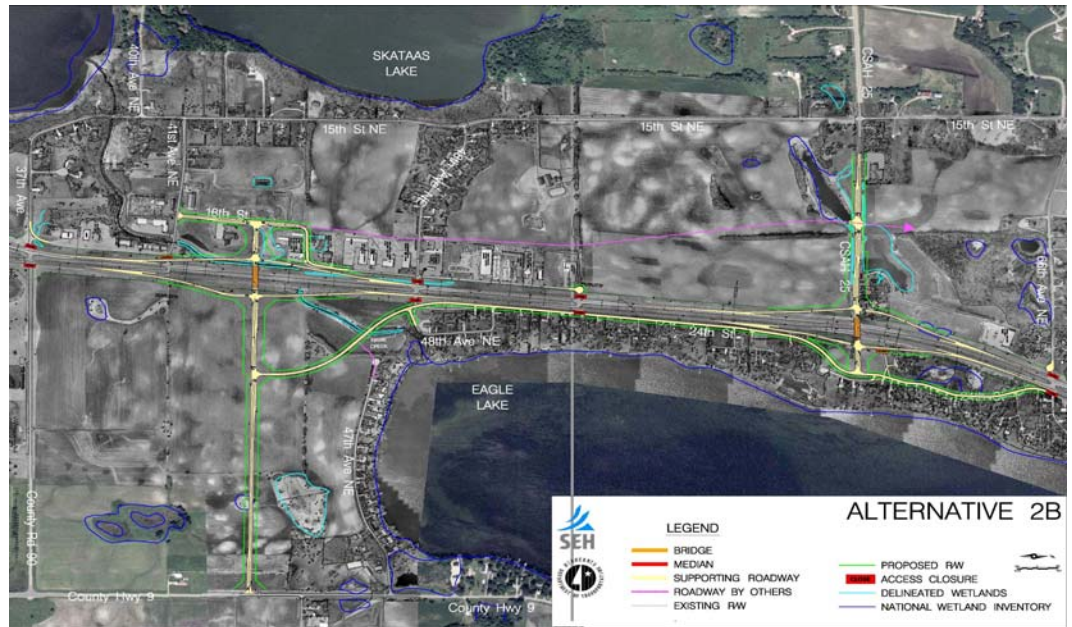 SKATAAS
LAKE
40th Ave NE
CSAH 25
15th St NE
15th St NE
15th St NE
41st Ave NE
37th Ave
16th St
CSAH 25
24th St
48th Ave NE
EAGLE
LAKE
47th Ave NE
County Rd 90
County Hwy 9
County Hwy 9
ALTERNATIVE 2B
SEH
LEGEND
BRIDGE
MEDIAN
SUPPORTING ROADWAY
ROADWAY BY OTHERS
EXISTING R/W
PROPOSED R/W
ACCESS CLOSURE
DELINEATED WETLANDS
NATIONAL WETLAND INVENTORY